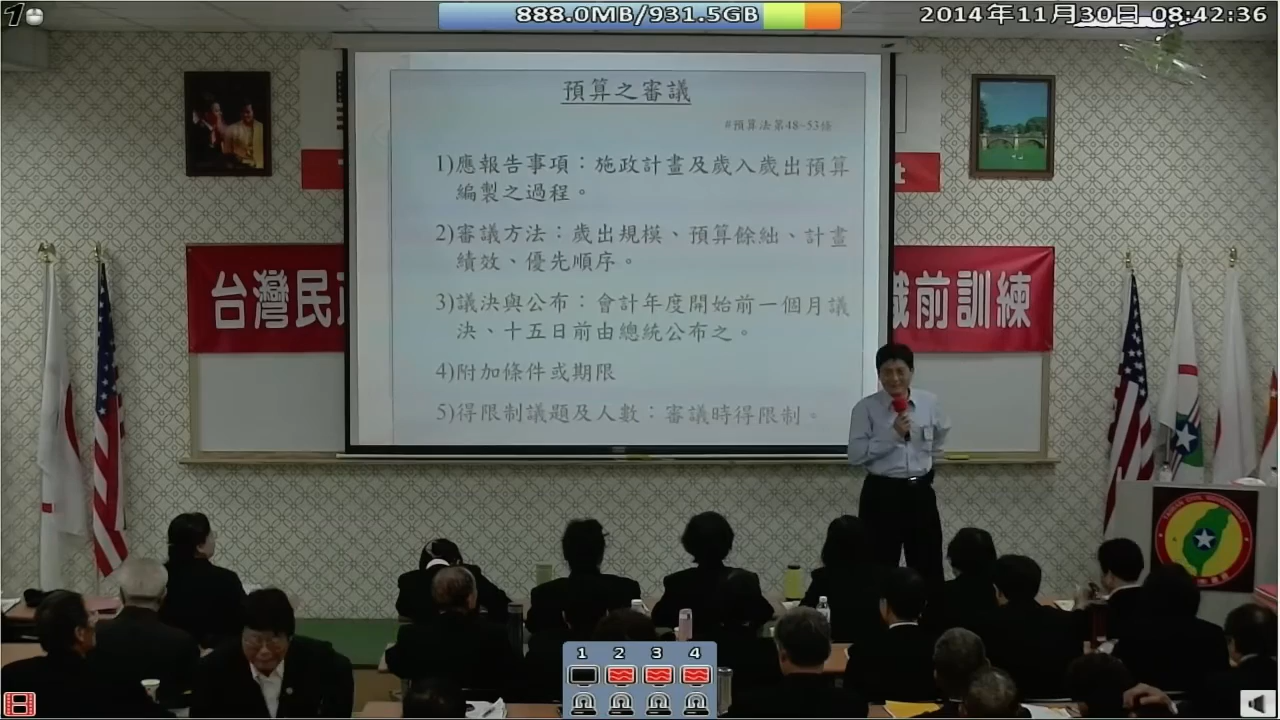 888.0MB/931.5GB
2014年11月30日 08:42:36
預算之審議
#預算法第48~53條
1)應報告事項：施政計畫及歲入歲出預算
編製之過程。
2)審議方法：歲出規模、預算餘絀、計畫
績效、優先順序。
3)議決與公布：會計年度開始前一個月議
決、十五日前由總統公布之。
4)附加條件或期限
5)得限制議題及人數：審議時得限制。
台灣民
職前訓練
TAIWAN CIVIL GOVERNMENT
1 2 3 4